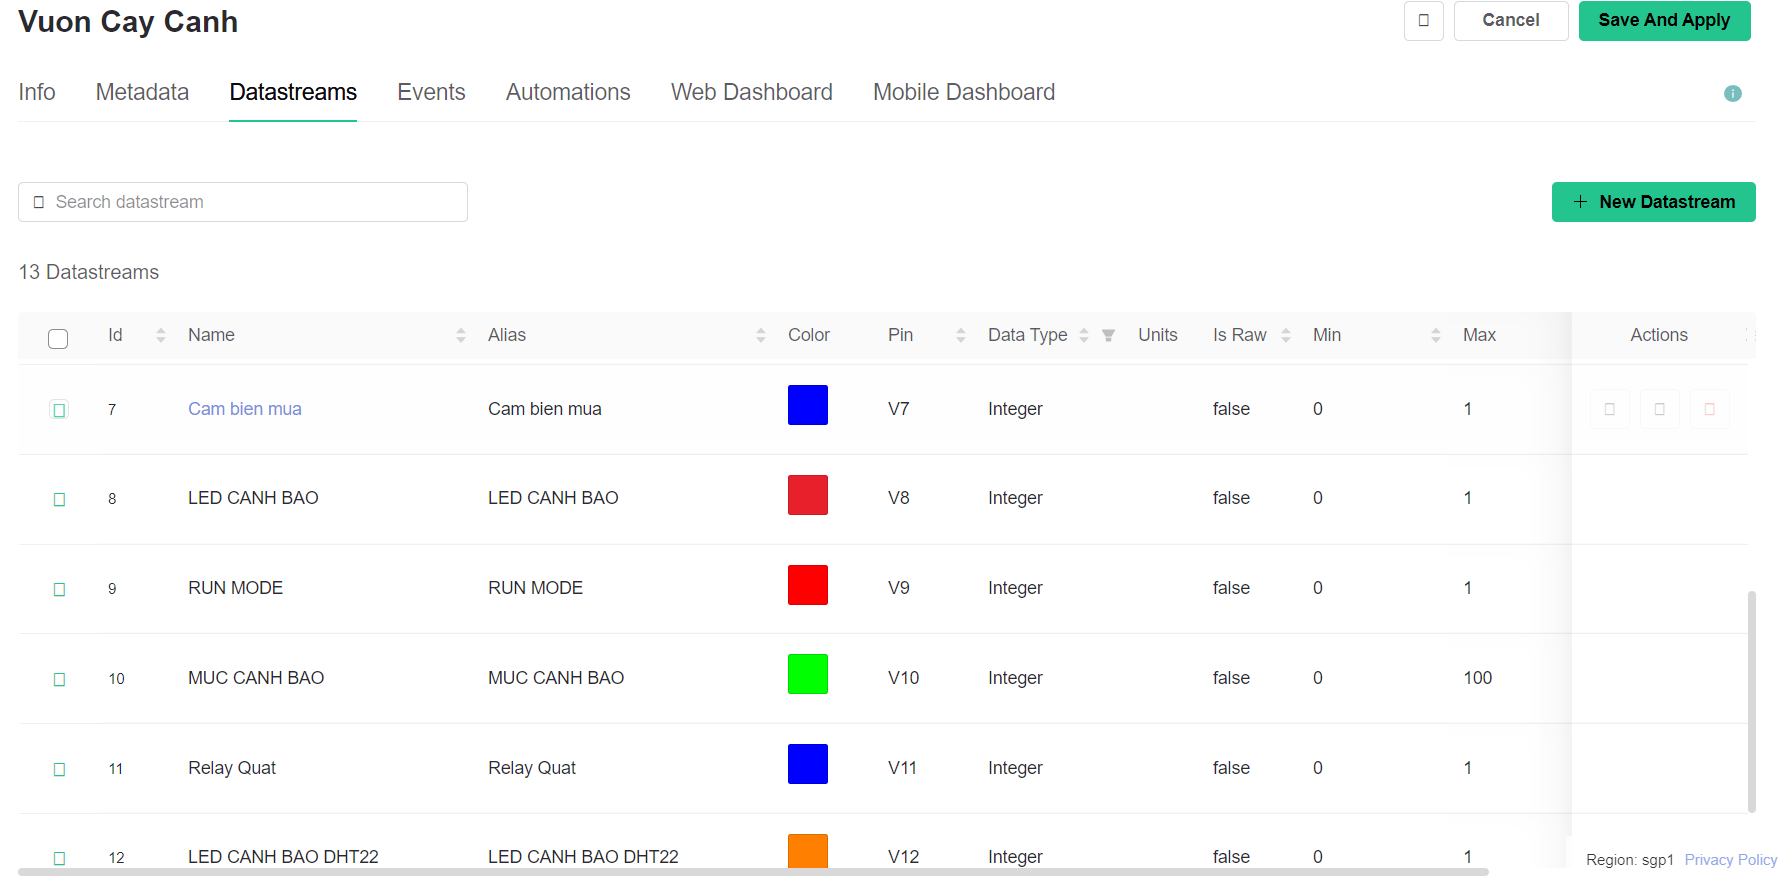 Vuon Cay Canh
Cancel
Save And Apply
Info Metadata Datastreams Events Automations Web Dashboard Mobile Dashboard
Search datastream
+ New Datastream
13 Datastreams
Id Name Alias Color Pin Data Type Units Is Raw Min Max Actions
7 Cam bien mua Cam bien mua V7 Integer false 0 1
8 LED CANH BAO LED CANH BAO V8 Integer false 0 1
9 RUN MODE RUN MODE V9 Integer false 0 1
10 MUC CANH BAO MUC CANH BAO V10 Integer false 0 100
11 Relay Quat Relay Quat V11 Integer false 0 1
12 LED CANH BAO DHT22 LED CANH BAO DHT22 V12 Integer false 0 1
Region: sgp1 Privacy Policy